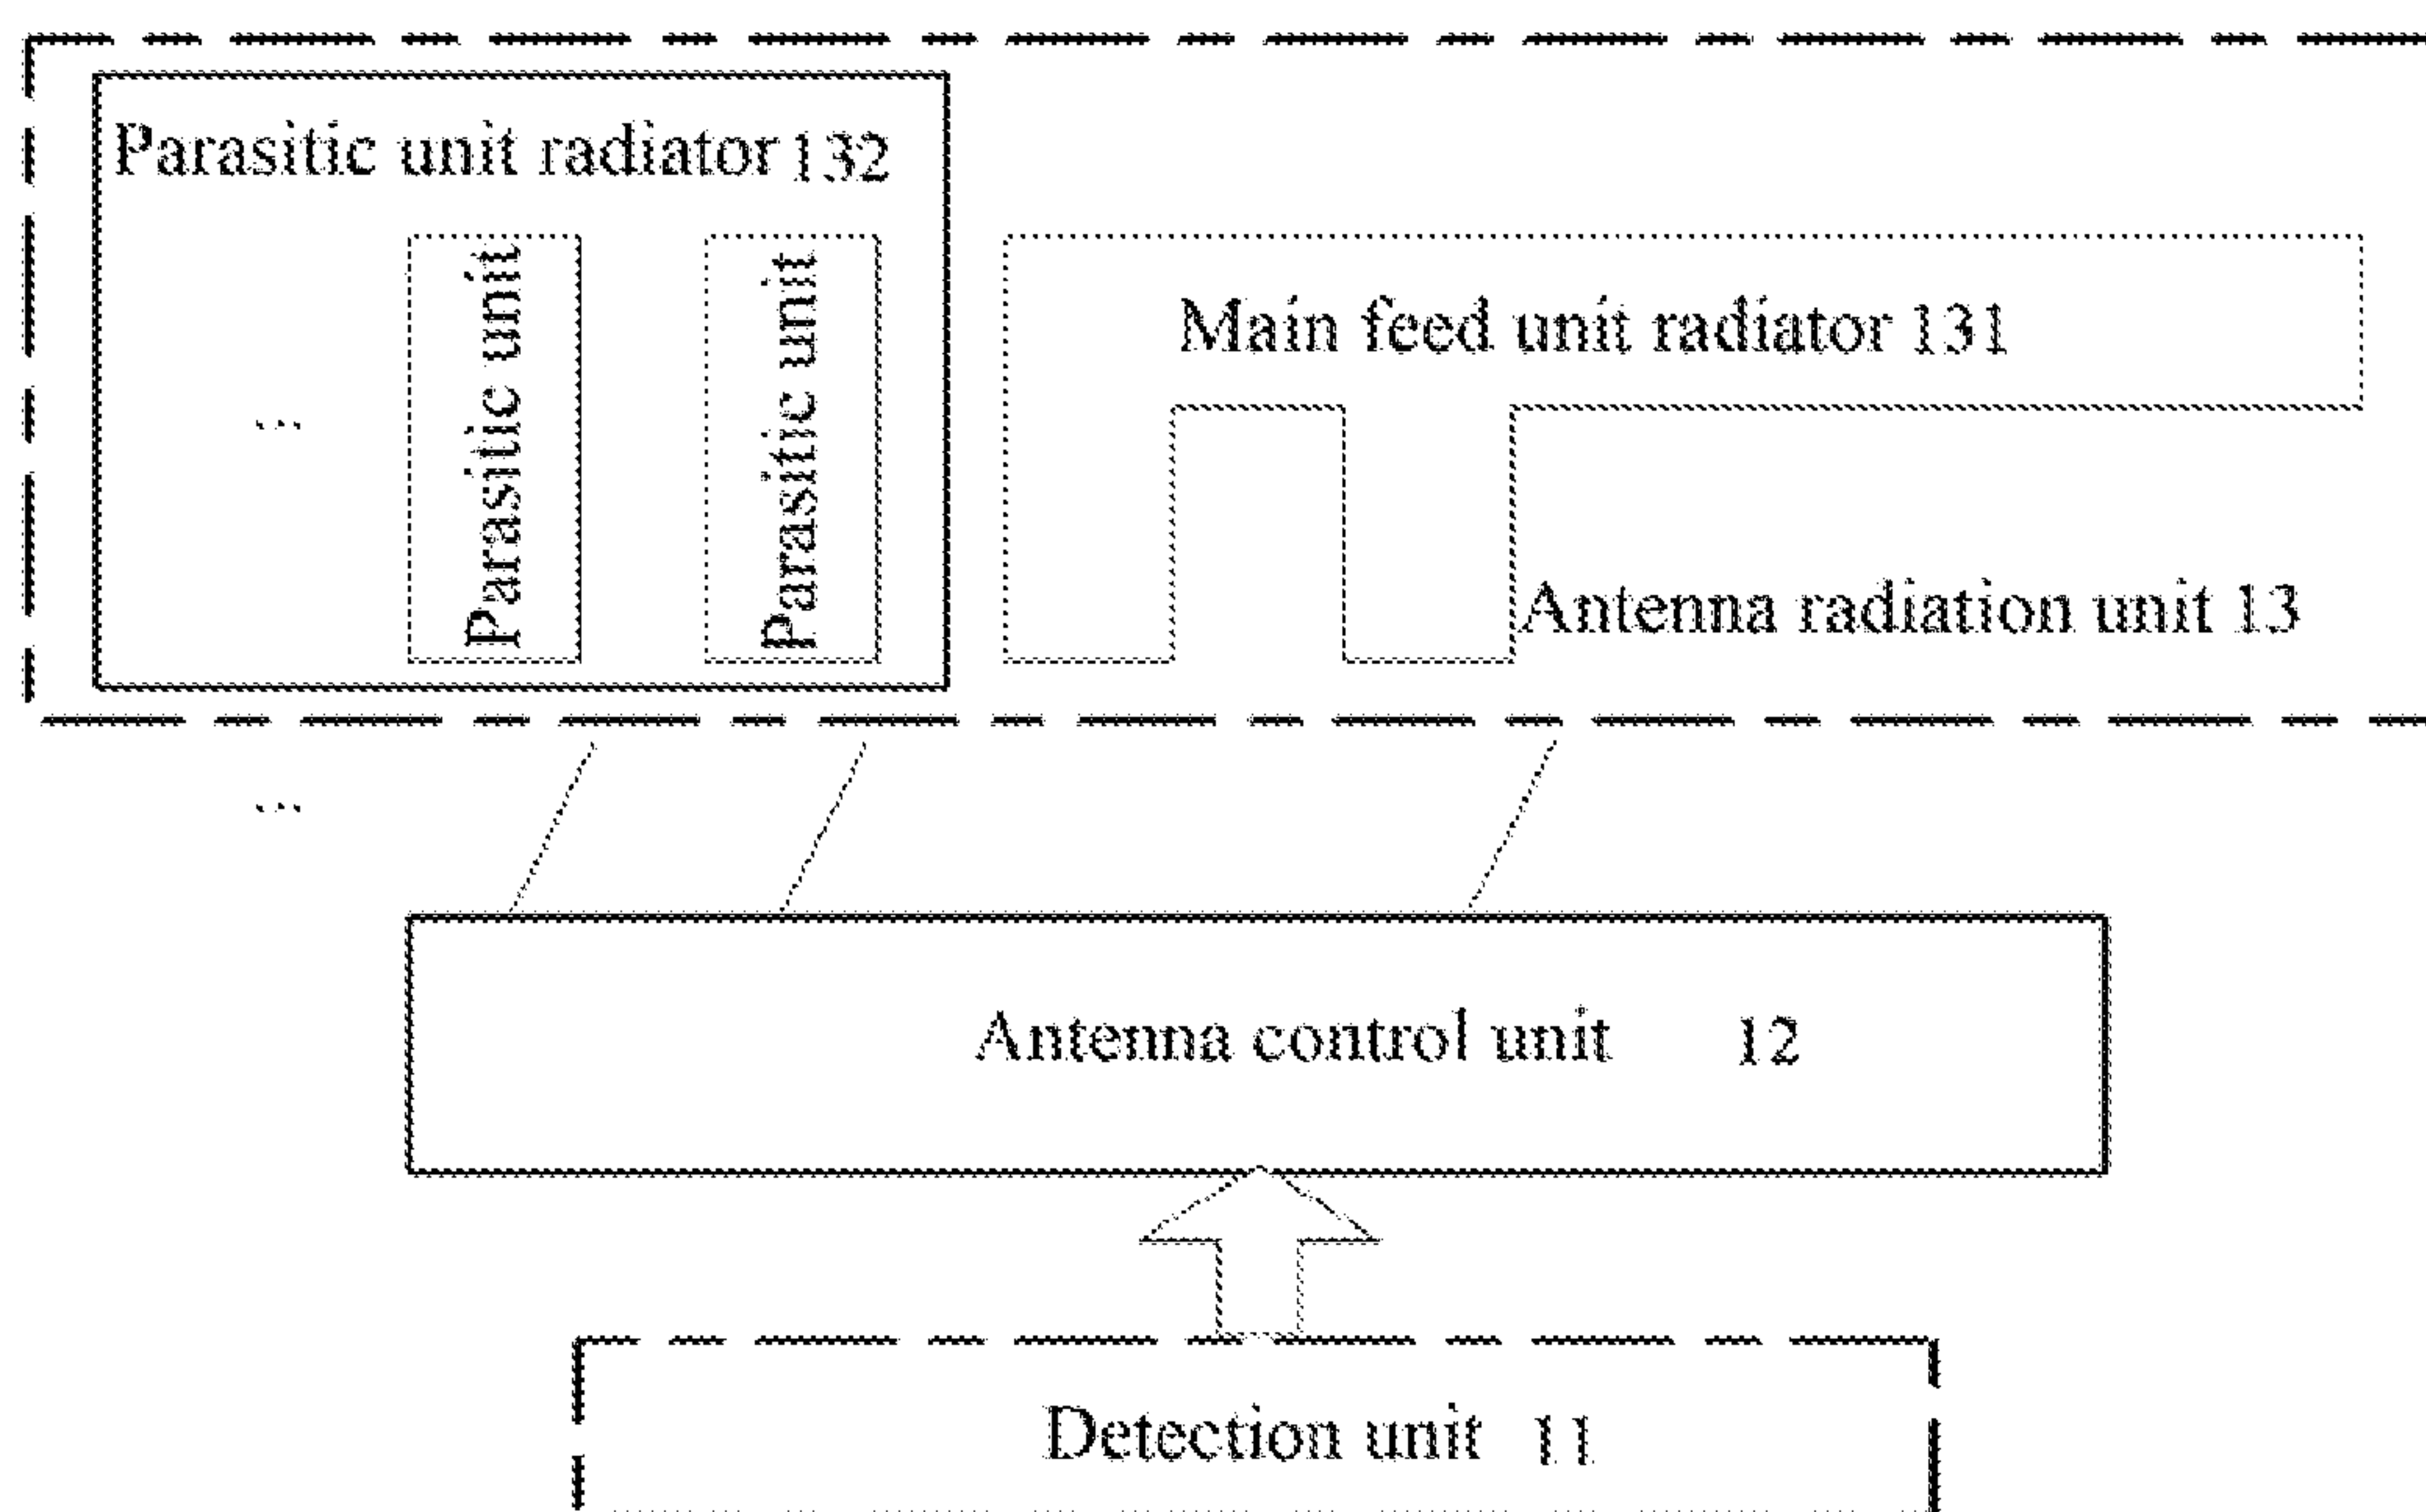 Parasitic unit radiator 132
Parasitic unit
Parasitic unit
Main feed unit radiator 131
...
Antenna radiation unit 13
...
Antenna control unit 12
Detection unit 11